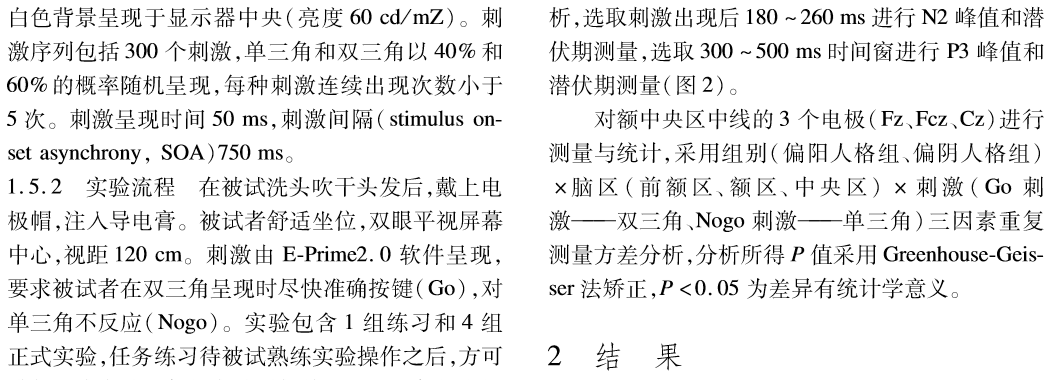 白色背景呈现于显示器中央(亮度 60 cd/mZ)。刺
激序列包括 300 个刺激,单三角和双三角以 40% 和
60% 的概率随机呈现,每种刺激连续出现次数小于
5 次。刺激呈现时间 50 ms,刺激间隔(stimulus on-
set asynchrony, SOA)750 ms。
1.5.2 实验流程 在被试洗头吹干头发后,戴上电
极帽,注入导电膏。被试者舒适坐位,双眼平视屏幕
中心,视距 120 cm。刺激由 E-Prime2.0 软件呈现,
要求被试者在双三角呈现时尽快准确按键(Go),对
单三角不反应(Nogo)。实验包含 1 组练习和 4 组
正式实验,任务练习待被试熟练实验操作之后,方可
析,选取刺激出现后 180 ~ 260 ms 进行 N2 峰值和潜
伏期测量,选取 300 ~ 500 ms 时间窗进行 P3 峰值和
潜伏期测量(图 2)。
对额中央区中线的 3 个电极(Fz、Fcz、Cz)进行
测量与统计,采用组别(偏阳人格组、偏阴人格组)
×脑区(前额区、额区、中央区)×刺激(Go 刺
激——双三角、Nogo 刺激——单三角)三因素重复
测量方差分析,分析所得 P 值采用 Greenhouse-Geis-
ser 法矫正,P <0.05 为差异有统计学意义。
2 结 果